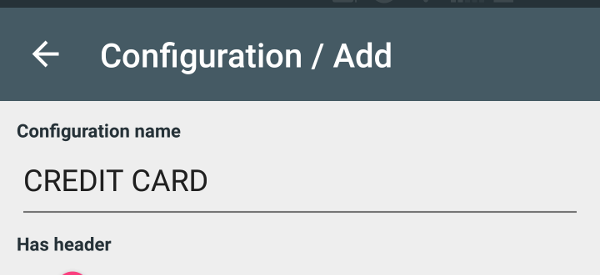 Configuration / Add
Configuration name
CREDIT CARD
Has header